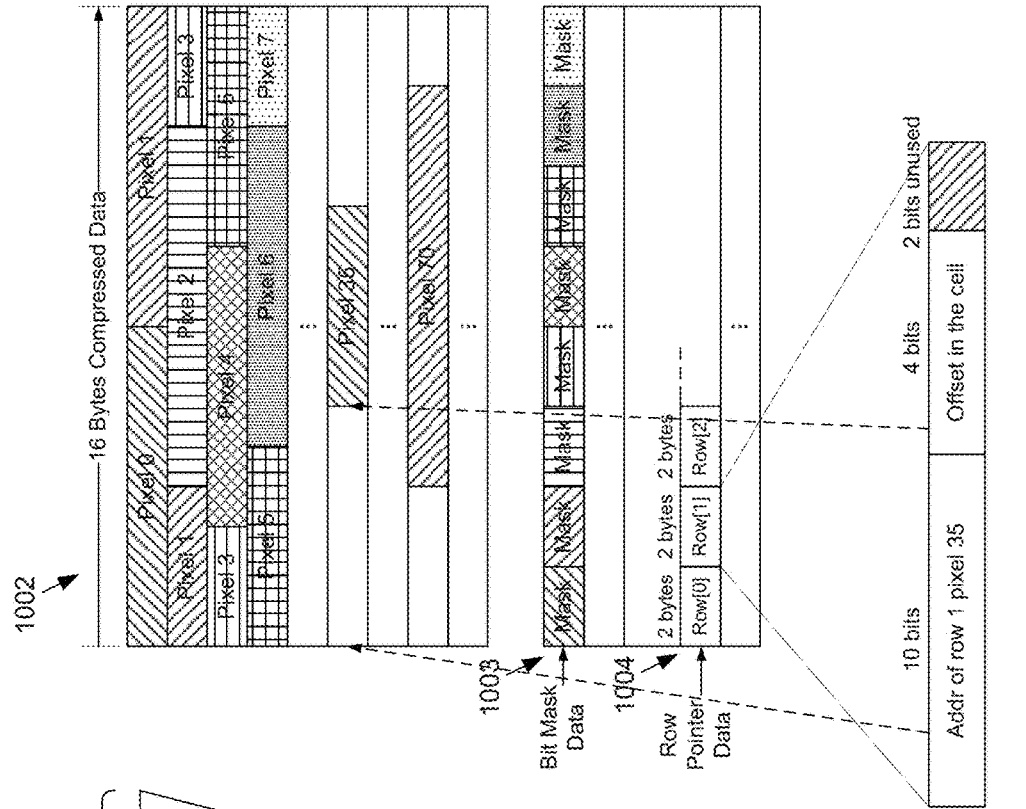 1002
16 Bytes Compressed Data
Pixel 0
Pixel 1
Pixel 1
Pixel 2
Pixel 3
Pixel 3
Pixel 4
Pixel 5
Pixel 5
Pixel 6
Pixel 7
Pixel 35
Pixel 70
1003
Bit Mask
Data
Mask
Mask
Mask
Mask
Mask
Mask
Mask
Mask
1004
Row
Pointer
Data
2 bytes
2 bytes
2 bytes
Row[0]
Row[1]
Row[2]
10 bits
4 bits
2 bits unused
Addr of row 1 pixel 35
Offset in the cell